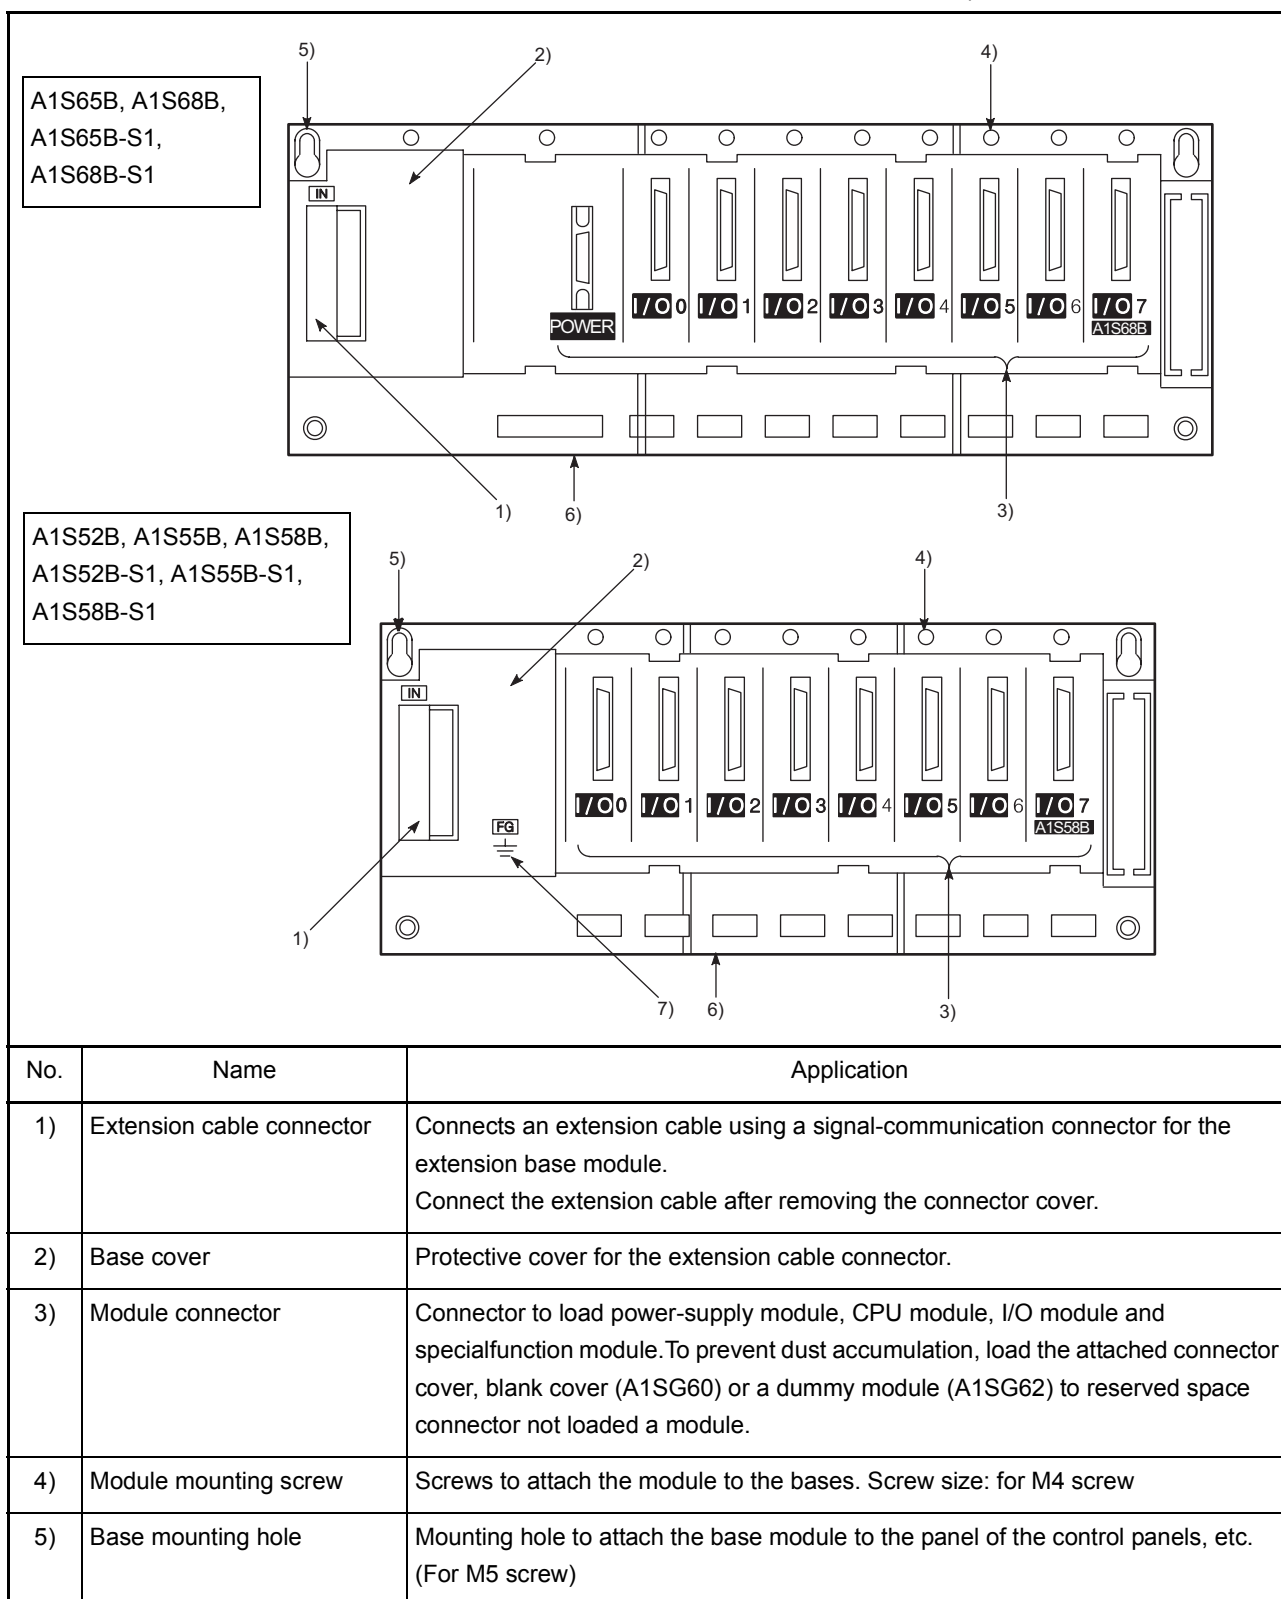 5)
2)
4)
A1S65B, A1S68B,
A1S65B-S1,
A1S68B-S1
IN
POWER
I/O 0 I/O 1 I/O 2 I/O 3 I/O 4 I/O 5 I/O 6 I/O 7
A1S68B
1)
6)
3)
A1S52B, A1S55B, A1S58B,
A1S52B-S1, A1S55B-S1,
A1S58B-S1
5)
2)
4)
IN
I/O 0 I/O 1 I/O 2 I/O 3 I/O 4 I/O 5 I/O 6 I/O 7
A1S58B
FG
1)
7)
6)
3)
No. Name Application
1) Extension cable connector Connects an extension cable using a signal-communication connector for the
extension base module.
Connect the extension cable after removing the connector cover.
2) Base cover Protective cover for the extension cable connector.
3) Module connector Connector to load power-supply module, CPU module, I/O module and
specialfunction module.To prevent dust accumulation, load the attached connector
cover, blank cover (A1SG60) or a dummy module (A1SG62) to reserved space
connector not loaded a module.
4) Module mounting screw Screws to attach the module to the bases. Screw size: for M4 screw
5) Base mounting hole Mounting hole to attach the base module to the panel of the control panels, etc.
(For M5 screw)